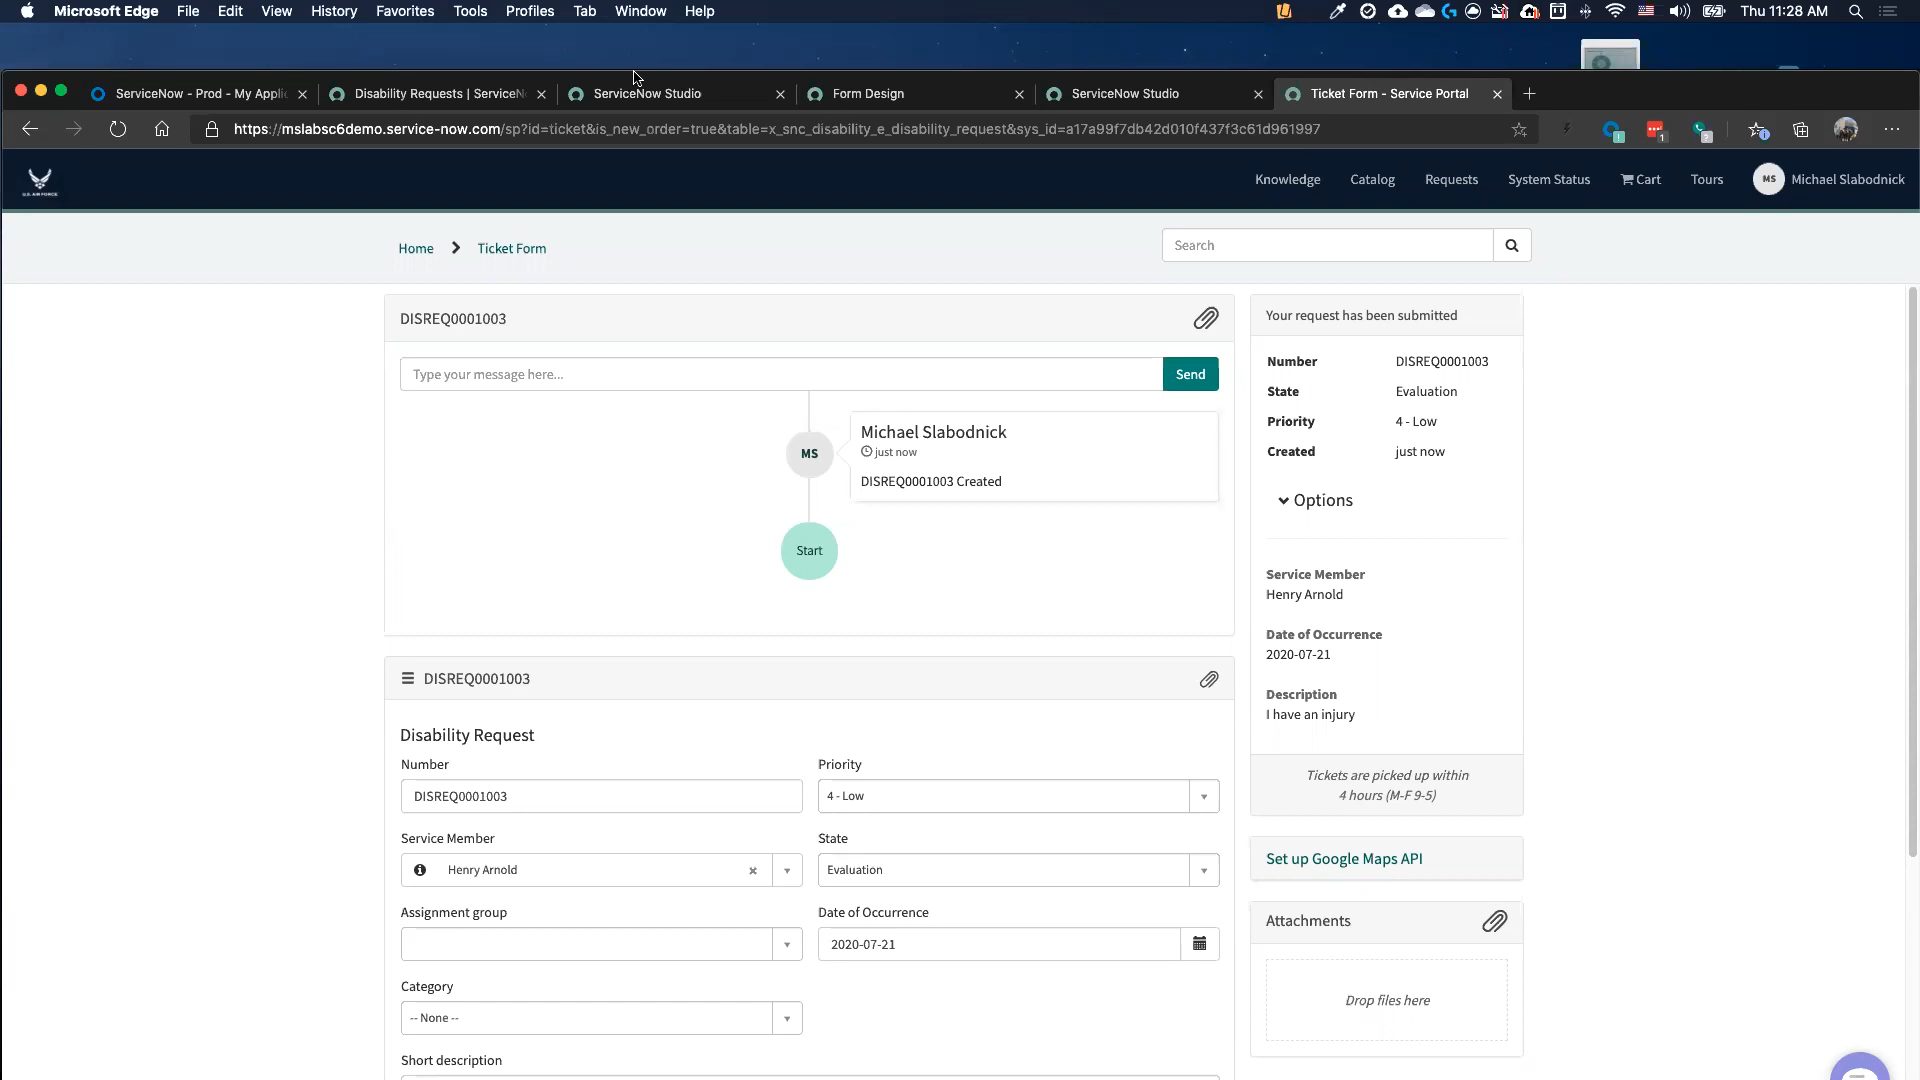 Microsoft Edge File Edit View History Favorites Tools Profiles Tab Window Help Thu 11:28 AM
ServiceNow - Prod - My Appli Disability Requests | ServiceN ServiceNow Studio Form Design ServiceNow Studio Ticket Form - Service Portal
https://mslabsc6demo.service-now.com/sp?id=ticket&is_new_order=true&table=x_snc_disability_e_disability_request&sys_id=a17a99f7db42d010f437f3c61d961997
U.S. AIR FORCE Knowledge Catalog Requests System Status Cart Tours MS Michael Slabodnick
Home Ticket Form Search
DISREQ0001003
Type your message here... Send
MS
Michael Slabodnick
just now
DISREQ0001003 Created
Start
DISREQ0001003
Disability Request
Number
DISREQ0001003
Priority
4 - Low
Service Member
Henry Arnold
State
Evaluation
Assignment group
Date of Occurrence
2020-07-21
Category
-- None --
Short description
Your request has been submitted
Number DISREQ0001003
State Evaluation
Priority 4 - Low
Created just now
Options
Service Member
Henry Arnold
Date of Occurrence
2020-07-21
Description
I have an injury
Tickets are picked up within
4 hours (M-F 9-5)
Set up Google Maps API
Attachments
Drop files here